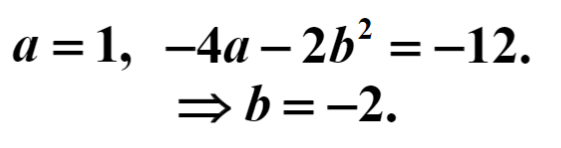 a = 1, −4a − 2b² = −12.
⇒ b = −2.